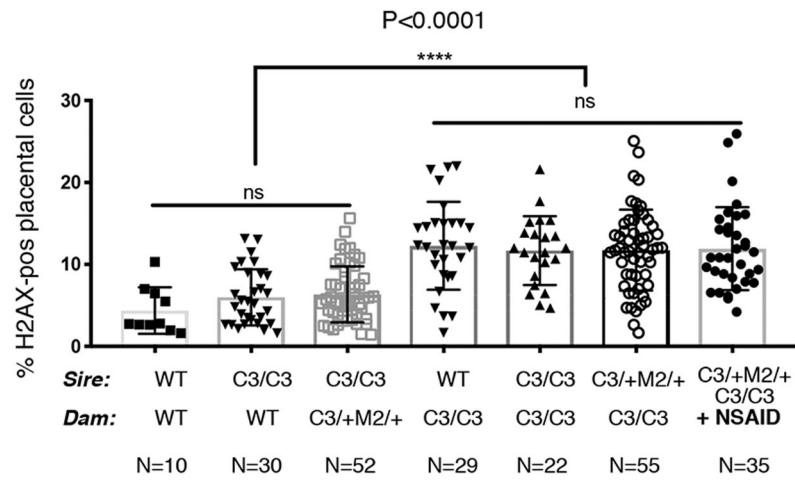 P<0.0001
****
ns
ns
% H2AX-pos placental cells
30
20
10
0
Sire: WT C3/C3 C3/C3 WT C3/C3 C3/+M2/+ C3/+M2/+
Dam: WT WT C3/+M2/+ C3/C3 C3/C3 C3/C3 C3/C3
+ NSAID
N=10 N=30 N=52 N=29 N=22 N=55 N=35